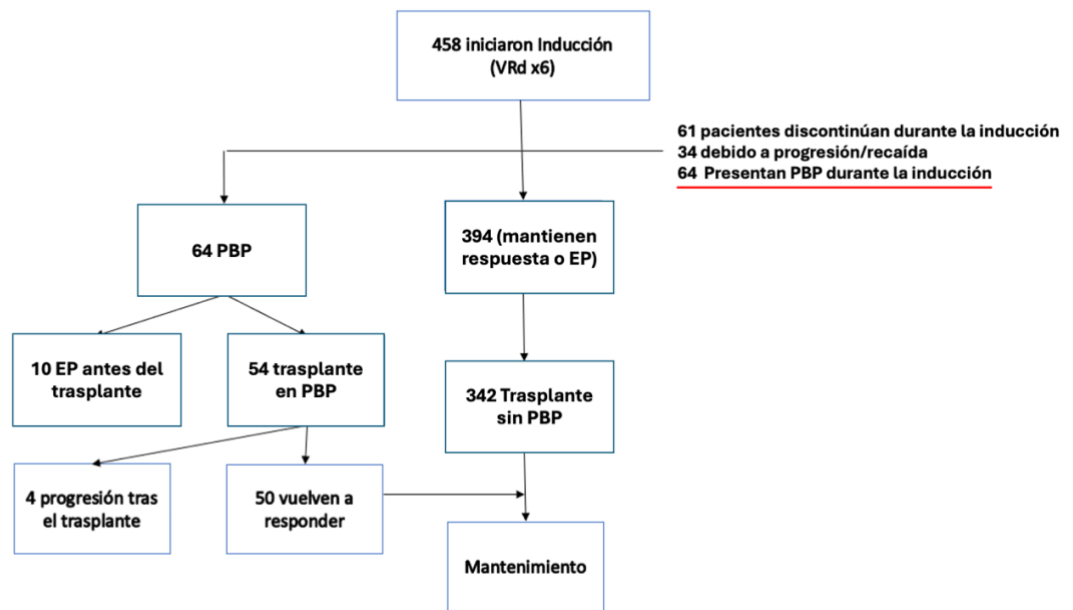 458 iniciaron Inducción
(VRd x6)
61 pacientes discontinúan durante la inducción
34 debido a progresión/recaída
64 Presentan PBP durante la inducción
64 PBP
394 (mantienen
respuesta o EP)
10 EP antes del
trasplante
54 trasplante
en PBP
342 Trasplante
sin PBP
4 progresión tras
el trasplante
50 vuelven a
responder
Mantenimiento